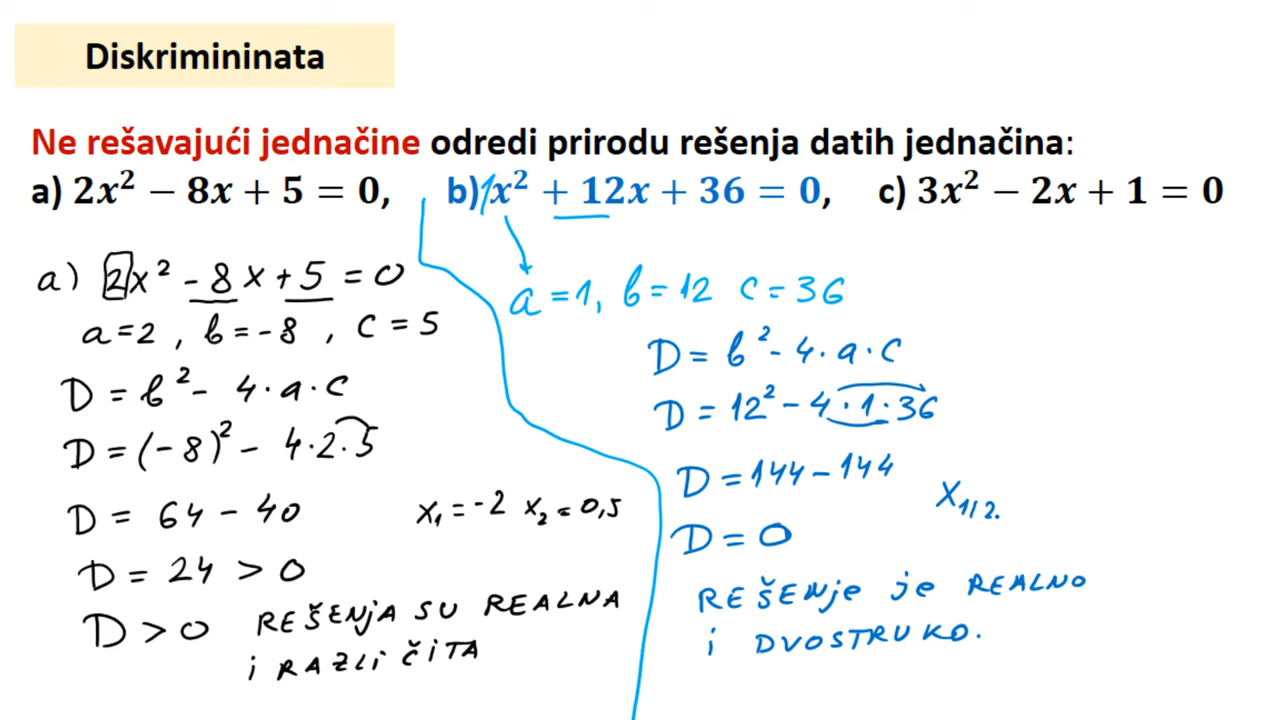 Diskrimininata
Ne rešavajući jednačine odredi prirodu rešenja datih jednačina:
a) 2x² − 8x + 5 = 0, b) 1x² + 12x + 36 = 0, c) 3x² − 2x + 1 = 0
a) 2x² - 8x + 5 = 0
a = 2, b = -8, c = 5
D = b² - 4·a·c
D = (-8)² - 4·2·5
D = 64 - 40
D = 24 > 0
D > 0 REŠENJA SU REALNA
i RAZLIČITA
x₁ = -2 x₂ = 0,5
a = 1, b = 12 c = 36
D = b² - 4·a·c
D = 12² - 4·1·36
D = 144 - 144
D = 0
x₁/₂.
REŠENje je REALNO
i DVOSTRUKO.